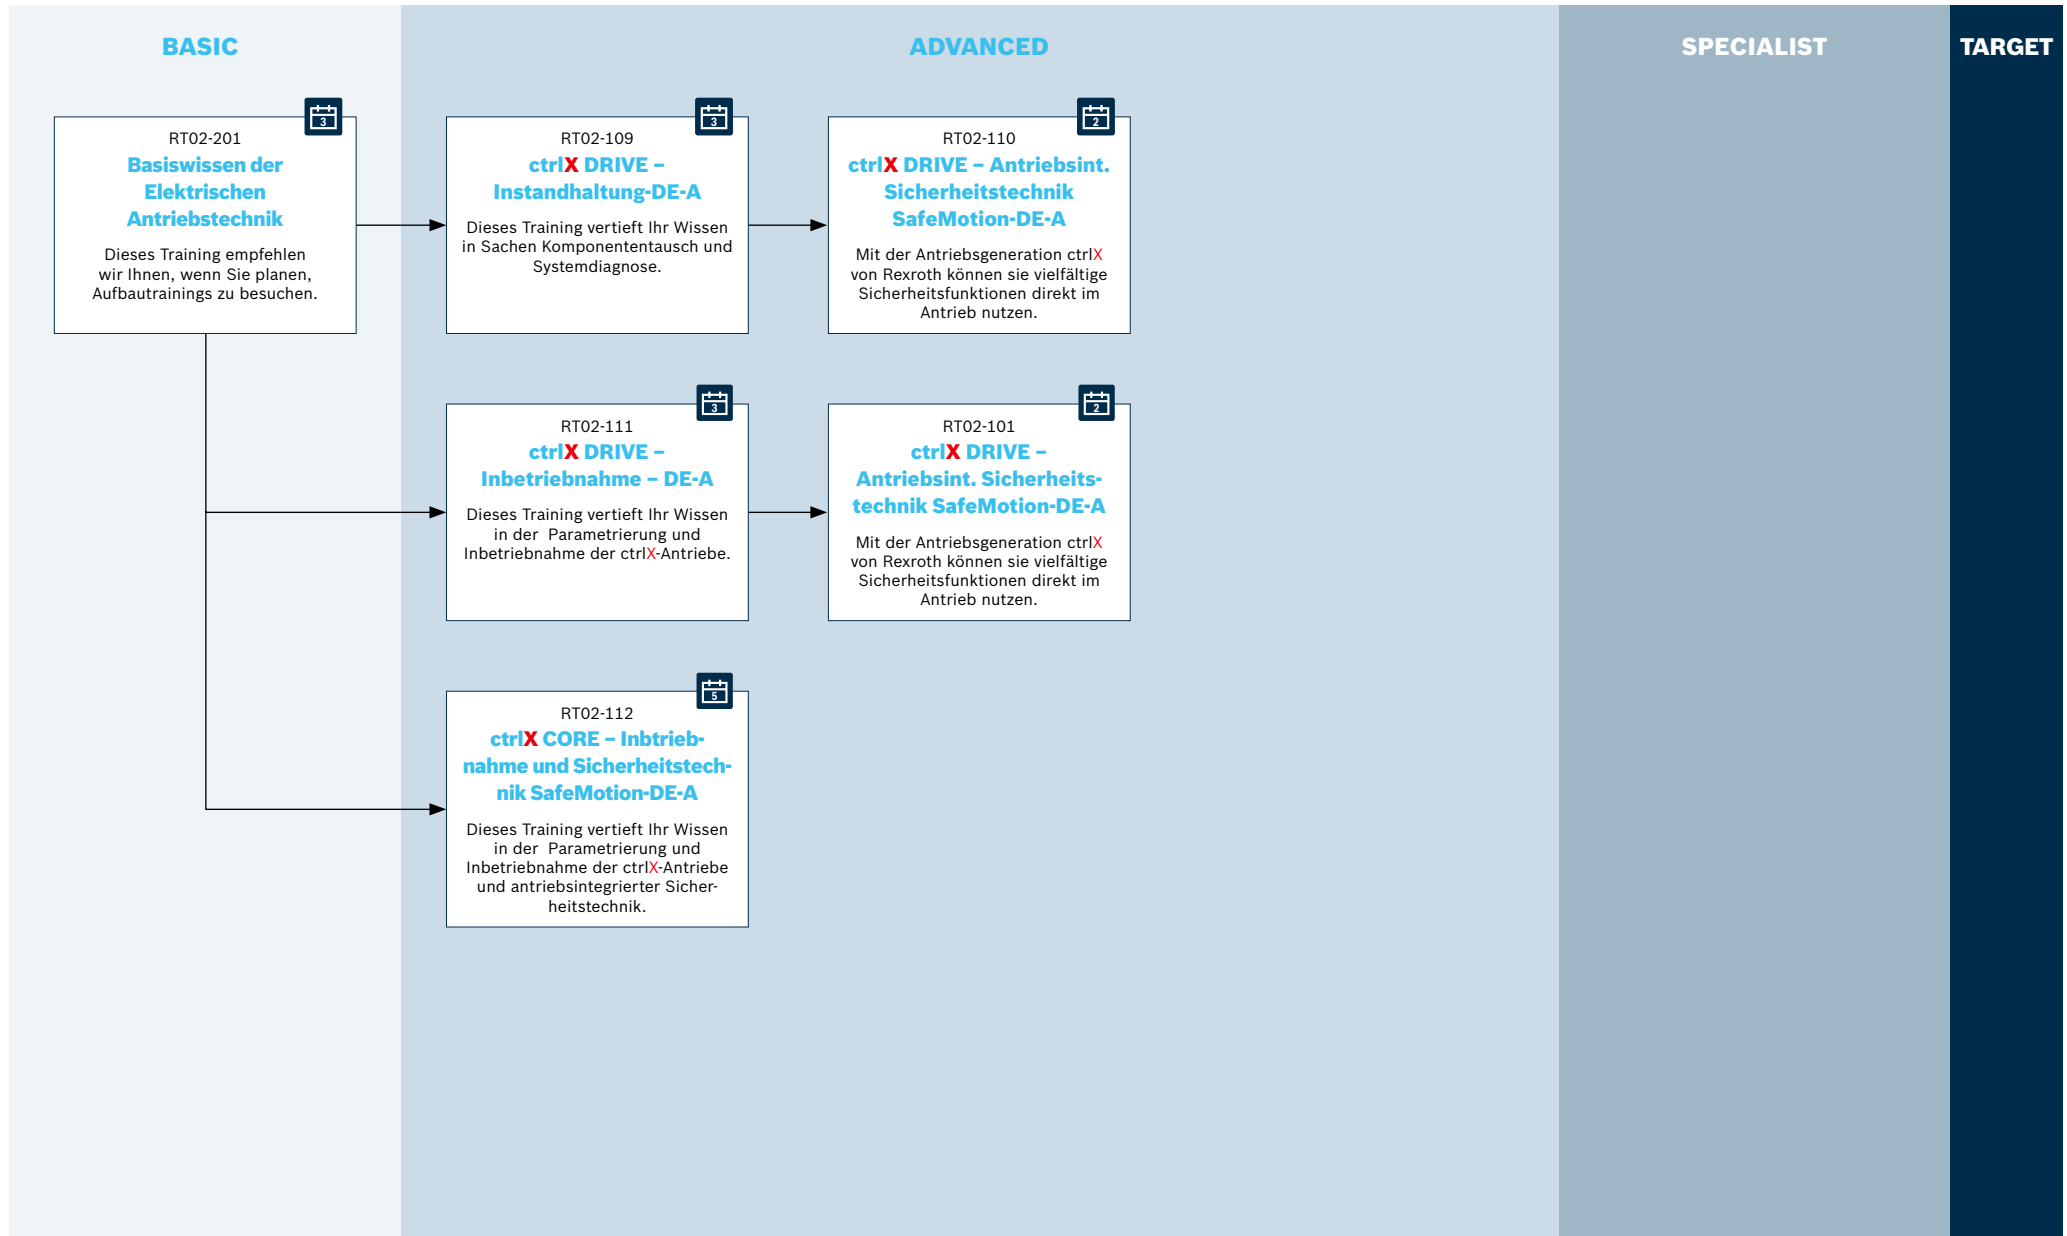 BASIC
ADVANCED
SPECIALIST
TARGET
3
RT02-201
Basiswissen der
Elektrischen
Antriebstechnik
Dieses Training empfehlen
wir Ihnen, wenn Sie planen,
Aufbautrainings zu besuchen.
3
RT02-109
ctrlX DRIVE –
Instandhaltung-DE-A
Dieses Training vertieft Ihr Wissen
in Sachen Komponententausch und
Systemdiagnose.
2
RT02-110
ctrlX DRIVE – Antriebsint.
Sicherheitstechnik
SafeMotion-DE-A
Mit der Antriebsgeneration ctrlX
von Rexroth können sie vielfältige
Sicherheitsfunktionen direkt im
Antrieb nutzen.
3
RT02-111
ctrlX DRIVE –
Inbetriebnahme – DE-A
Dieses Training vertieft Ihr Wissen
in der Parametrierung und
Inbetriebnahme der ctrlX-Antriebe.
2
RT02-101
ctrlX DRIVE –
Antriebsint. Sicherheits-
technik SafeMotion-DE-A
Mit der Antriebsgeneration ctrlX
von Rexroth können sie vielfältige
Sicherheitsfunktionen direkt im
Antrieb nutzen.
5
RT02-112
ctrlX CORE – Inbtrieb-
nahme und Sicherheitstech-
nik SafeMotion-DE-A
Dieses Training vertieft Ihr Wissen
in der Parametrierung und
Inbetriebnahme der ctrlX-Antriebe
und antriebsintegrierter Sicher-
heitstechnik.